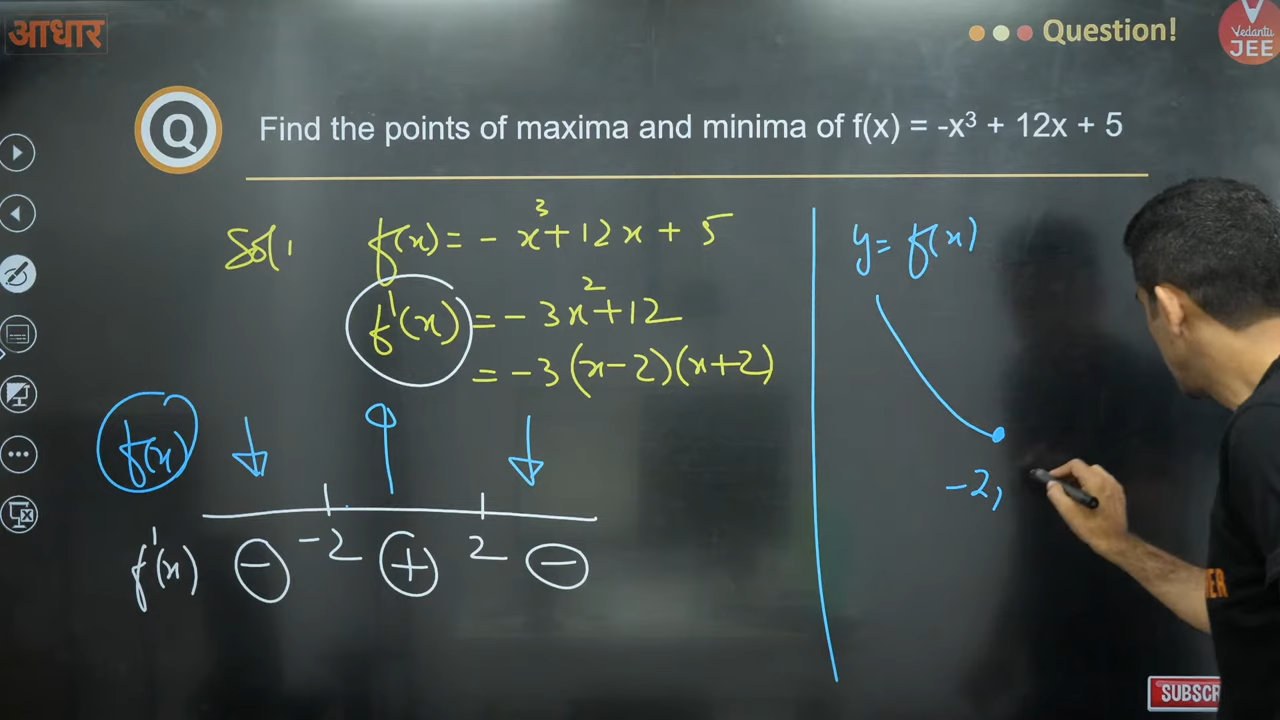 आधार
Question!
Vedantu
JEE
Q
Find the points of maxima and minima of f(x) = -x³ + 12x + 5
Sol.
f(x) = - x³ + 12x + 5
f'(x) = - 3x² + 12
= -3 (x-2)(x+2)
f(x)
f'(x) - -2 + 2 -
y = f(x)
-2,
SUBSCR